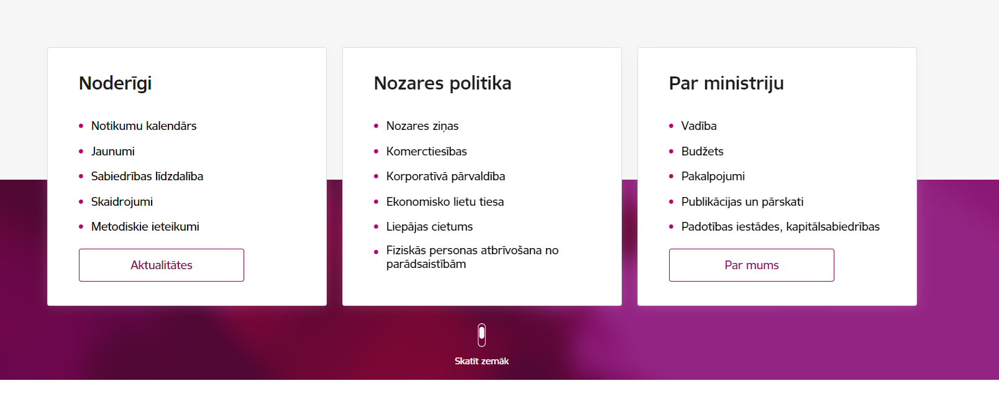 Noderīgi
Notikumu kalendārs
Jaunumi
Sabiedrības līdzdalība
Skaidrojumi
Metodiskie ieteikumi
Aktualitātes
Nozares politika
Nozares ziņas
Komerctiesības
Korporatīvā pārvaldība
Ekonomisko lietu tiesa
Liepājas cietums
Fiziskās personas atbrīvošana no
parādsaistībām
Par ministriju
Vadība
Budžets
Pakalpojumi
Publikācijas un pārskati
Padotības iestādes, kapitālsabiedrības
Par mums
Skatīt zemāk